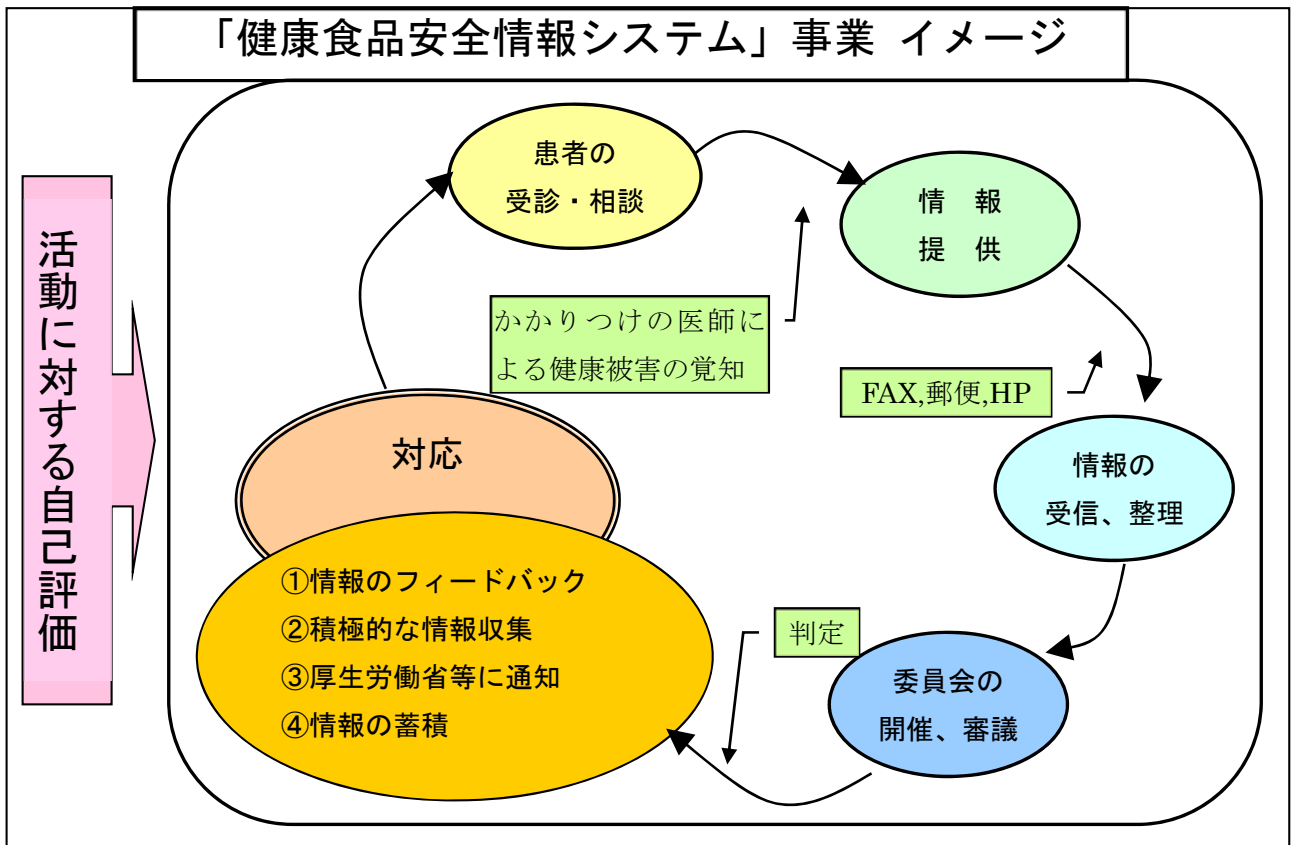 「健康食品安全情報システム」事業 イメージ
活動に対する自己評価
患者の
受診・相談
情 報
提 供
かかりつけの医師に
よる健康被害の覚知
FAX,郵便,HP
情報の
受信、整理
対応
①情報のフィードバック
②積極的な情報収集
③厚生労働省等に通知
④情報の蓄積
判定
委員会の
開催、審議